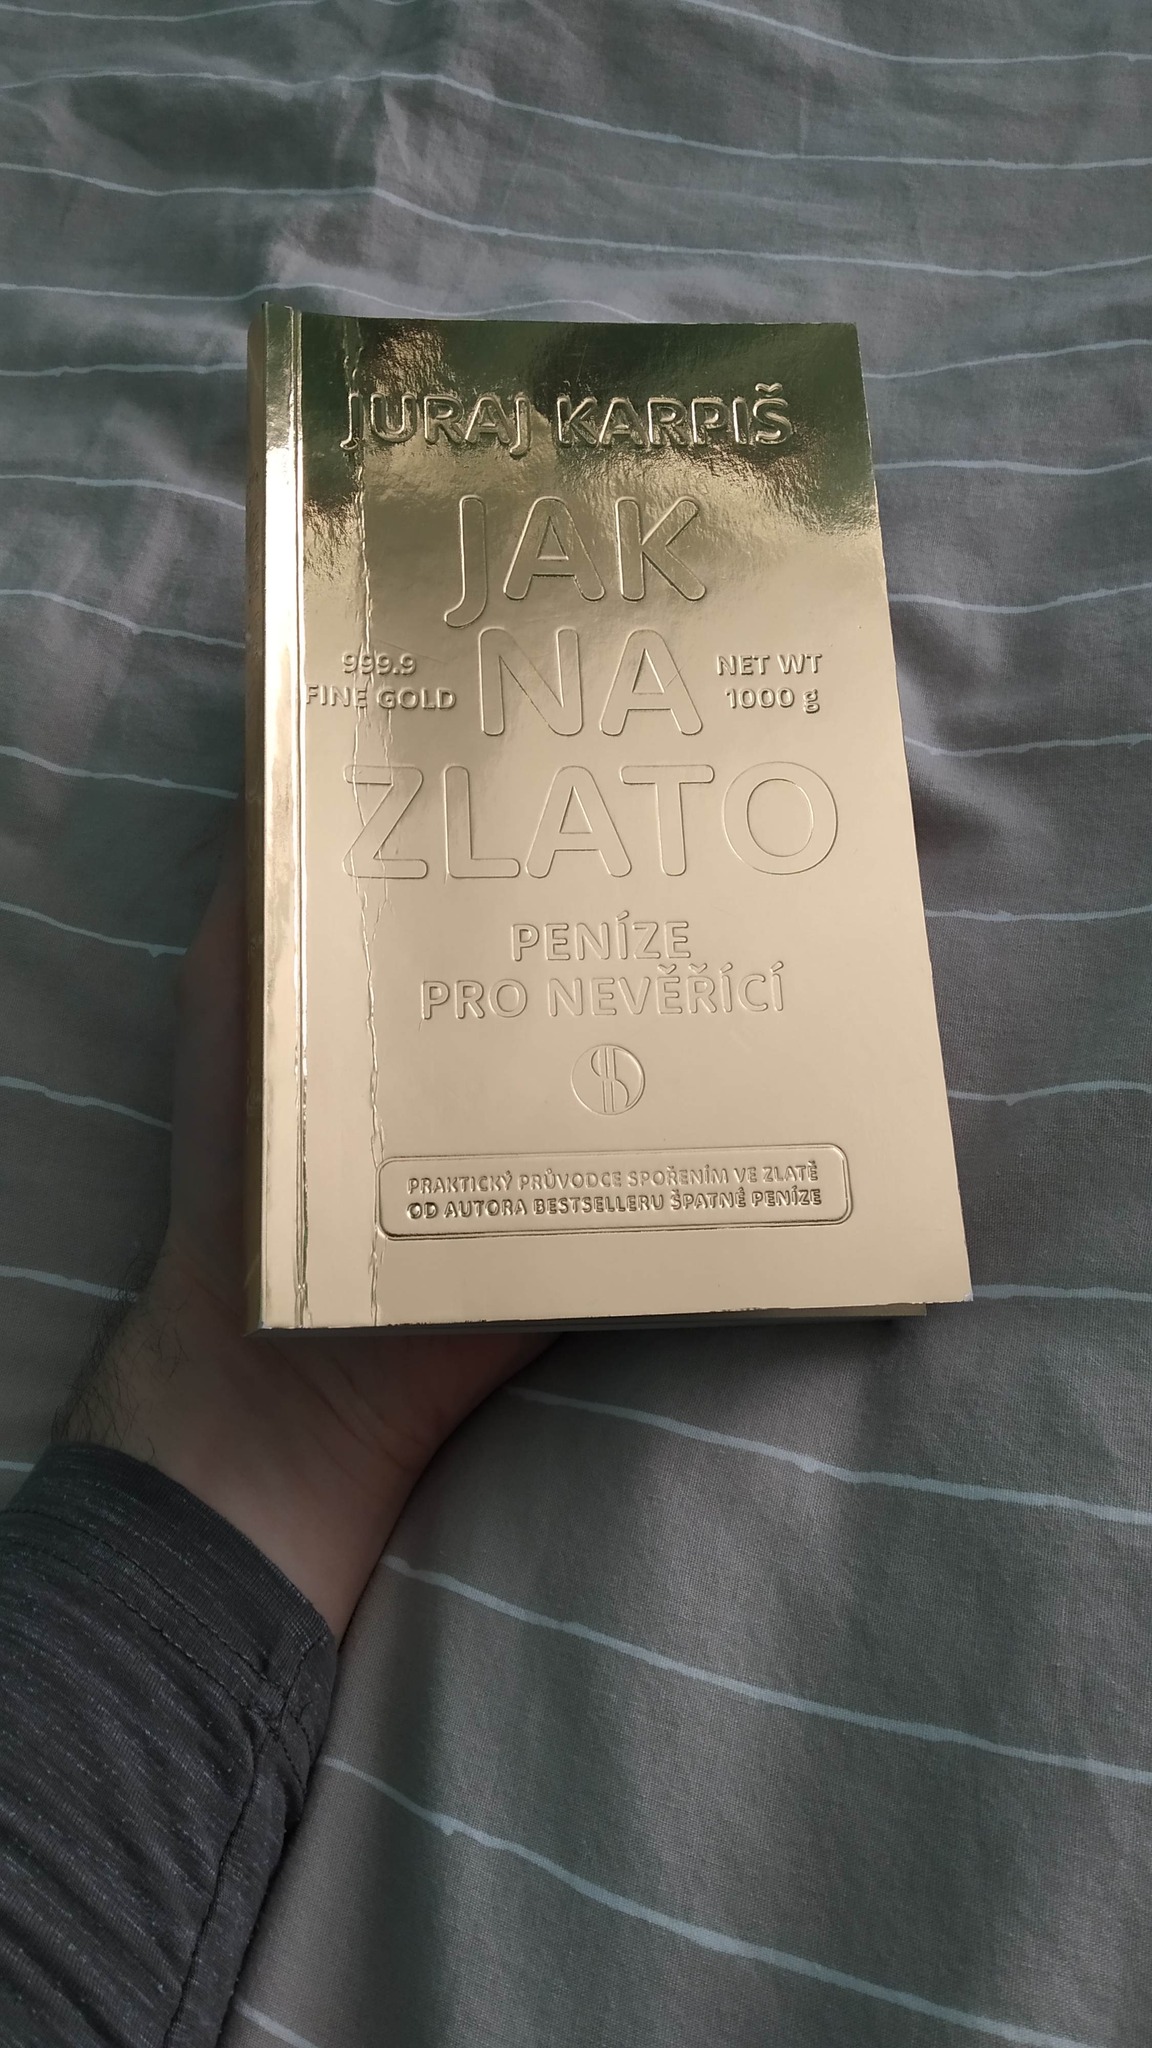 JURAJ KARPIŠ
JAK
NA
999.9
FINE GOLD
NET WT
1000 g
ZLATO
PENÍZE
PRO NEVĚŘÍCÍ
PRAKTICKÝ PRŮVODCE SPOŘENÍM VE ZLATĚ
OD AUTORA BESTSELLERU ŠPATNÉ PENÍZE